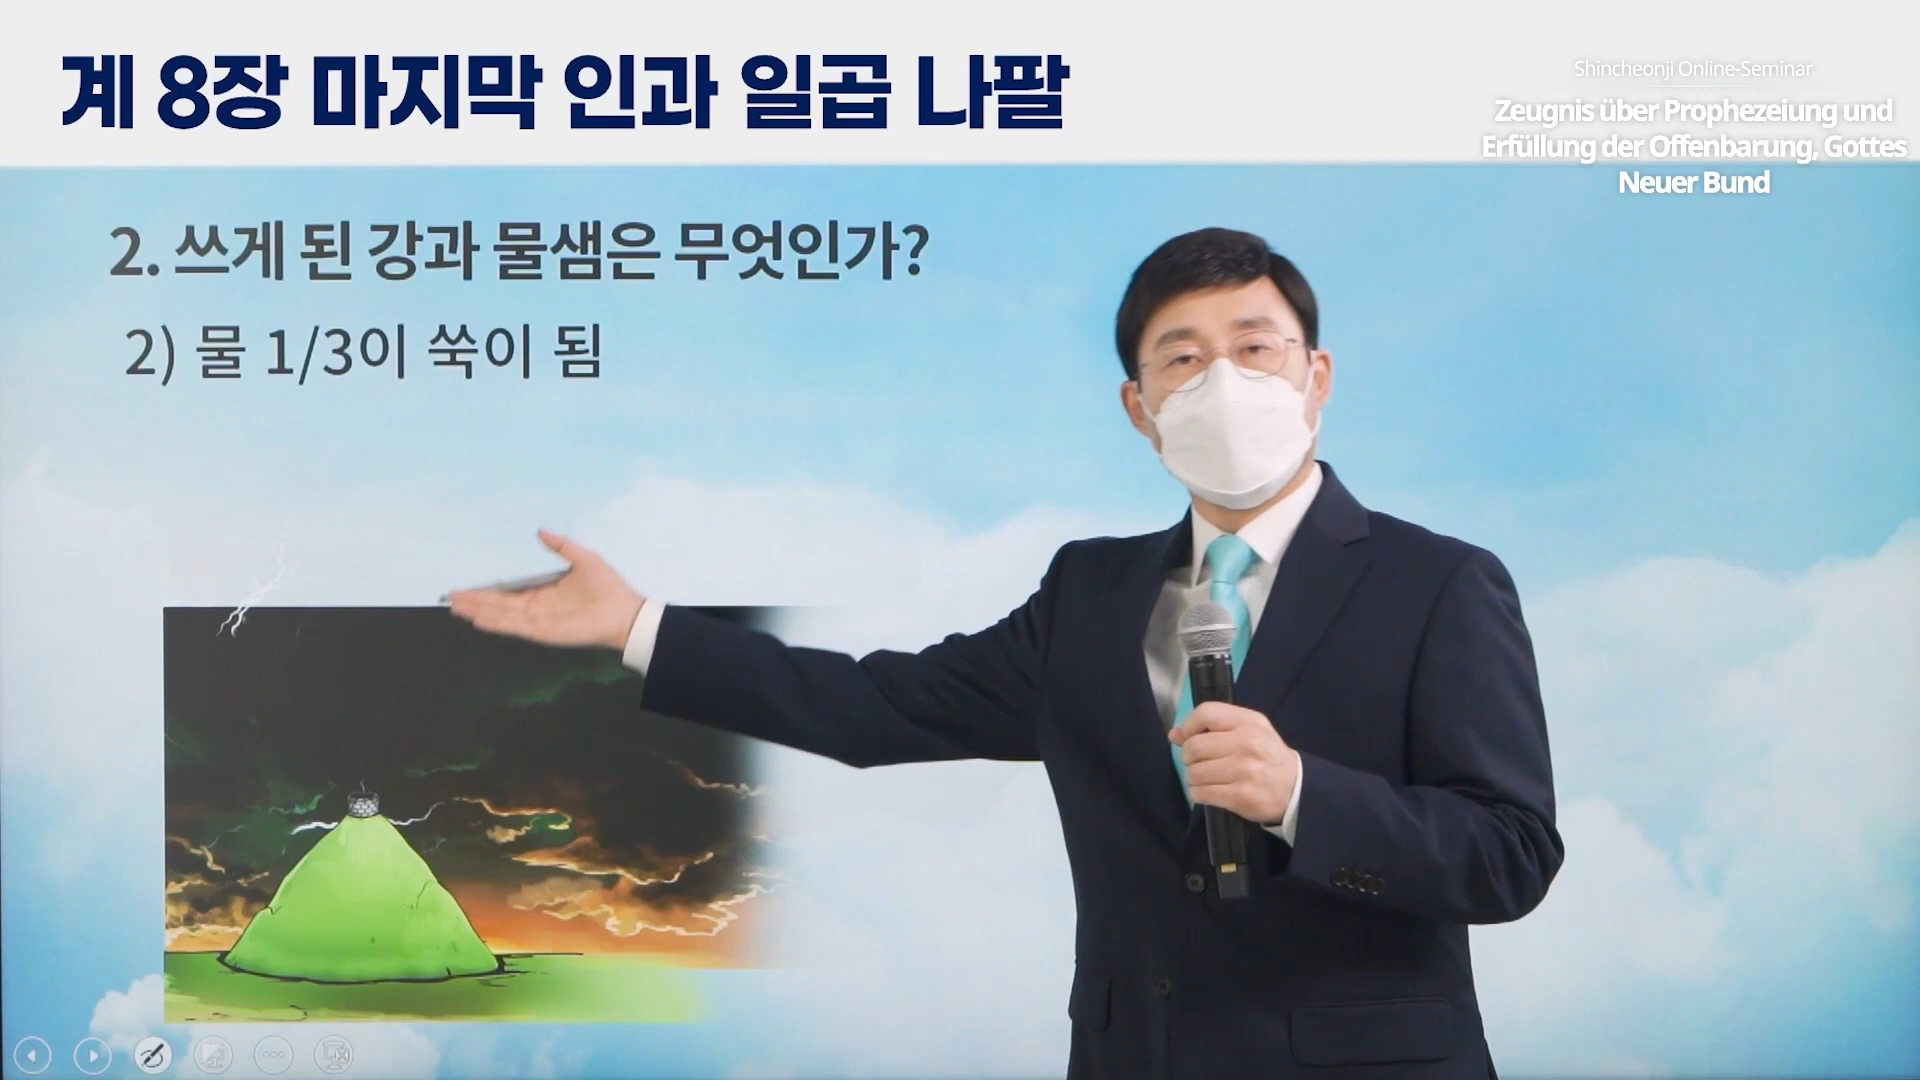 계 8장 마지막 인과 일곱 나팔
Shincheonji Online-Seminar
Zeugnis über Prophezeiung und
Erfüllung der Offenbarung, Gottes
Neuer Bund
2. 쓰게 된 강과 물샘은 무엇인가?
2) 물 1/3이 쑥이 됨